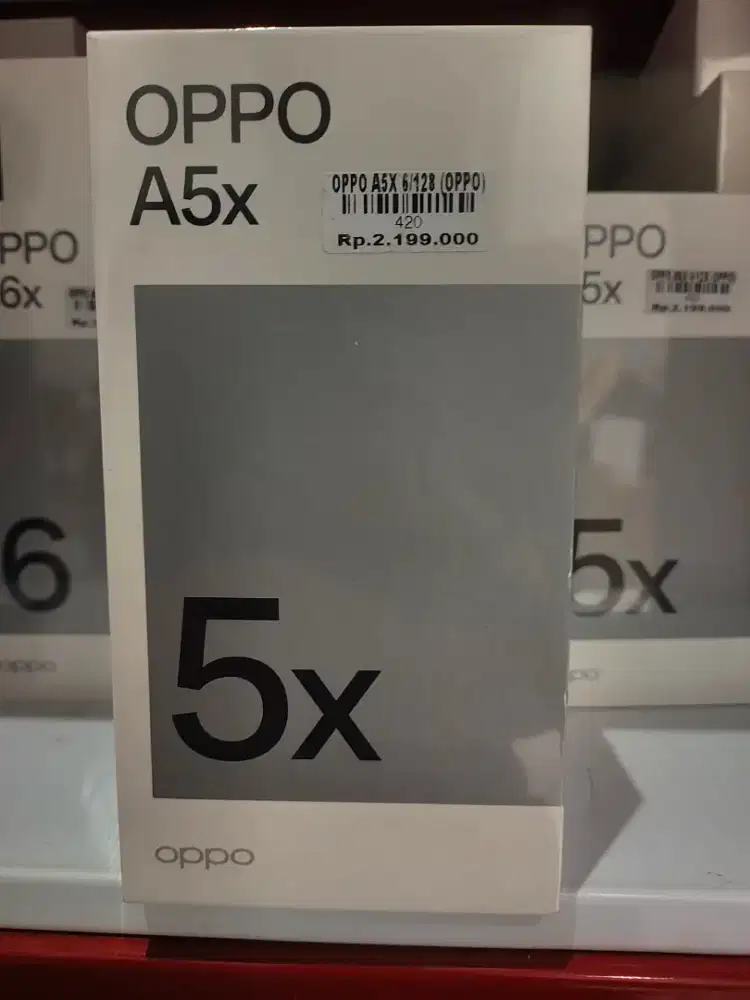 OPPO
A5x
OPPO A5X 6/128 (OPPO)
420
Rp.2.199.000
5x
oppo
PPO
6x
6
oppo
PPO
5x
Rp.2.199.000
5x